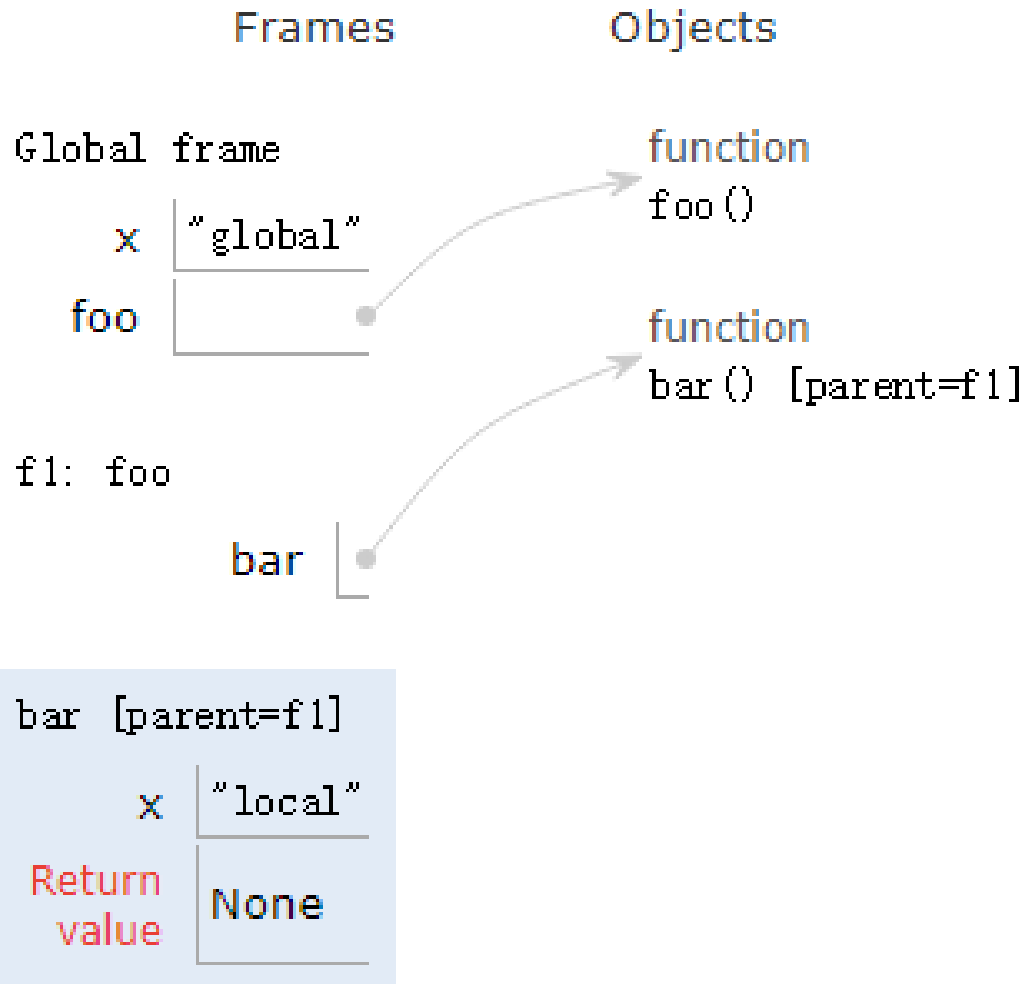 Frames Objects
Global frame
function
foo()
x "global"
foo
function
bar() [parent=f1]
f1: foo
bar
bar [parent=f1]
x "local"
Return
value
None